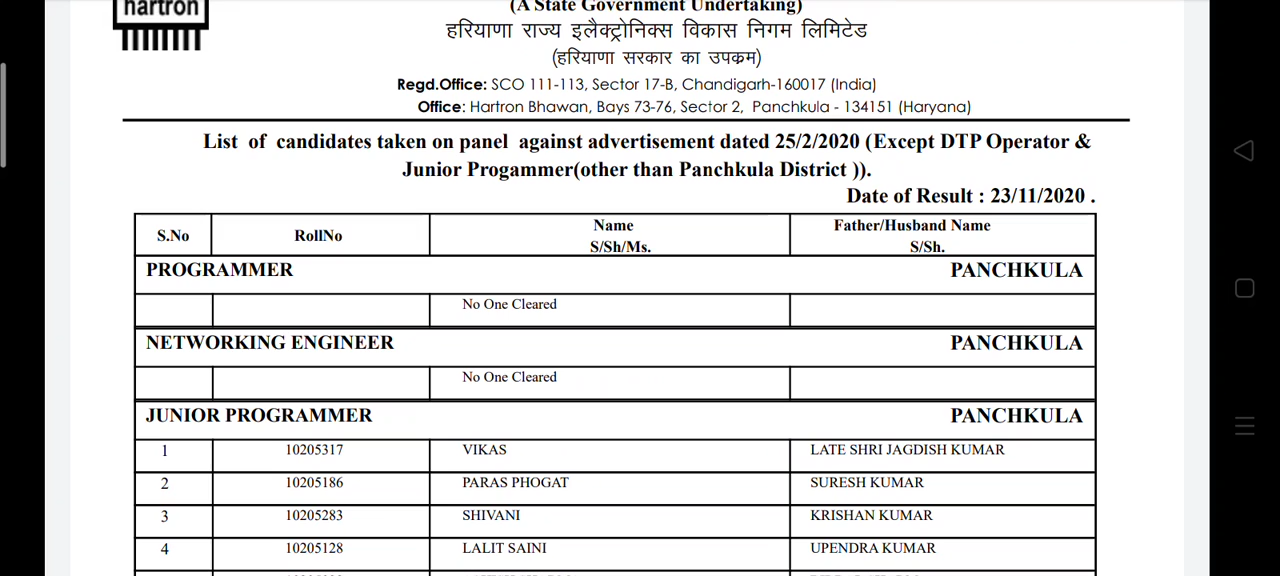 hartron
(A State Government Undertaking)
हरियाणा राज्य इलैक्ट्रोनिक्स विकास निगम लिमिटेड
(हरियाणा सरकार का उपक्रम)
Regd.Office: SCO 111-113, Sector 17-B, Chandigarh-160017 (India)
Office: Hartron Bhawan, Bays 73-76, Sector 2, Panchkula - 134151 (Haryana)
List of candidates taken on panel against advertisement dated 25/2/2020 (Except DTP Operator &
Junior Progammer(other than Panchkula District )).
Date of Result : 23/11/2020 .
S.No RollNo Name Father/Husband Name
S/Sh/Ms. S/Sh.
PROGRAMMER PANCHKULA
No One Cleared
NETWORKING ENGINEER PANCHKULA
No One Cleared
JUNIOR PROGRAMMER PANCHKULA
1 10205317 VIKAS LATE SHRI JAGDISH KUMAR
2 10205186 PARAS PHOGAT SURESH KUMAR
3 10205283 SHIVANI KRISHAN KUMAR
4 10205128 LALIT SAINI UPENDRA KUMAR